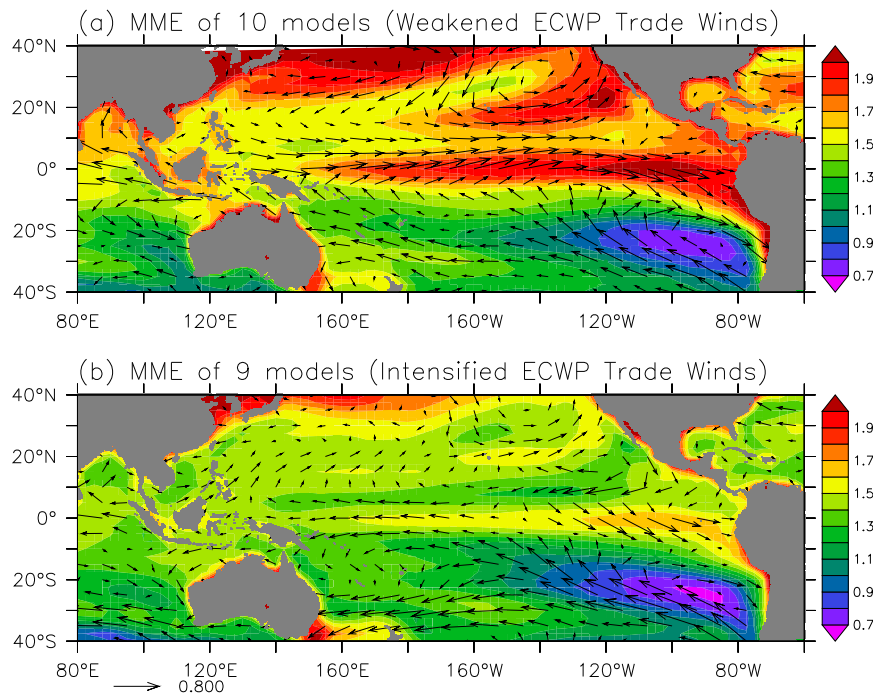 (a) MME of 10 models (Weakened ECWP Trade Winds)
40°N
20°N
0°
20°S
40°S
80°E 120°E 160°E 160°W 120°W 80°W
1.9
1.7
1.5
1.3
1.1
0.9
0.7
(b) MME of 9 models (Intensified ECWP Trade Winds)
40°N
20°N
0°
20°S
40°S
80°E 120°E 160°E 160°W 120°W 80°W
1.9
1.7
1.5
1.3
1.1
0.9
0.7
0.800